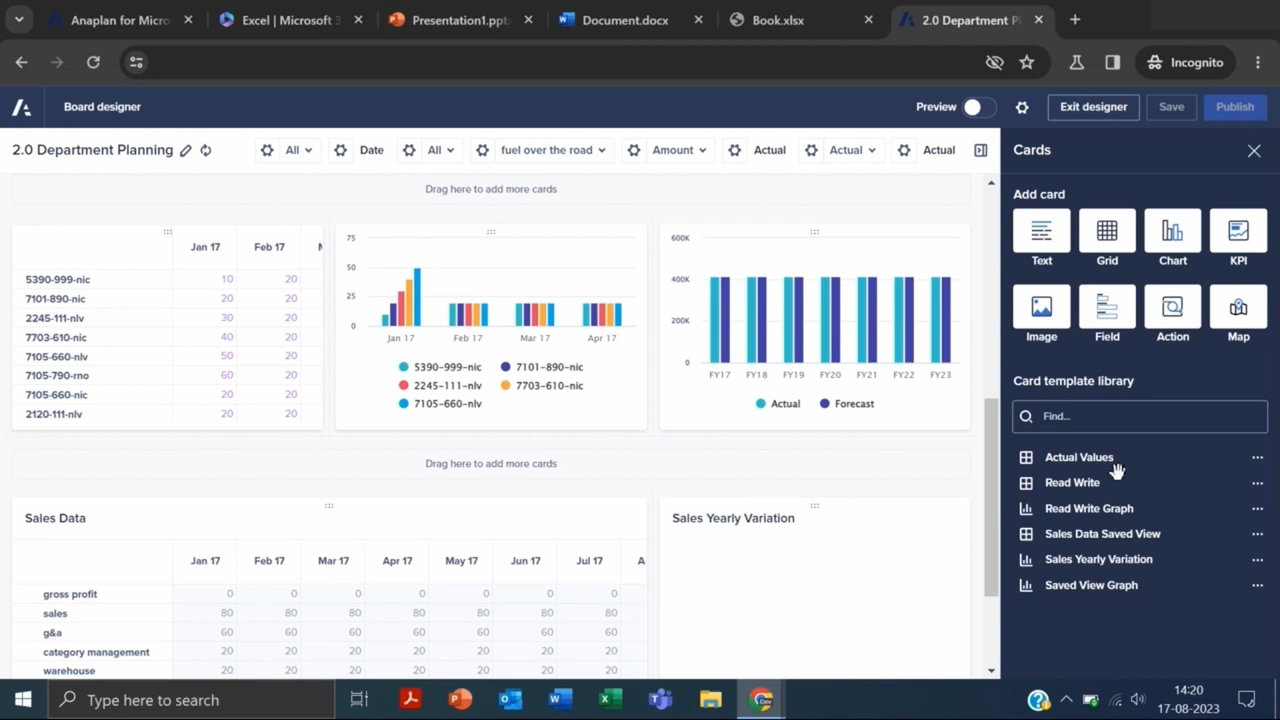 Anaplan for Micro
Excel | Microsoft 3
Presentation1.ppt
Document.docx
Book.xlsx
2.0 Department P
Incognito
Board designer
Preview
Exit designer
Save
Publish
2.0 Department Planning
All
Date
All
fuel over the road
Amount
Actual
Actual
Actual
Cards
Drag here to add more cards
Add card
Text
Grid
Chart
KPI
Image
Field
Action
Map
Card template library
Find...
Actual Values
Read Write
Read Write Graph
Sales Data Saved View
Sales Yearly Variation
Saved View Graph
Jan 17 Feb 17 M
5390-999-nic 10 20
7101-890-nic 20 20
2245-111-nlv 30 20
7703-610-nic 40 20
7105-660-nlv 50 20
7105-790-rno 60 20
7105-660-nic 20 20
2120-111-nlv 20 20
75
50
25
0
Jan 17 Feb 17 Mar 17 Apr 17
5390-999-nic 7101-890-nic
2245-111-nlv 7703-610-nic
7105-660-nlv
600K
400K
200K
0
FY17 FY18 FY19 FY20 FY21 FY22 FY23
Actual Forecast
Drag here to add more cards
Sales Data
Jan 17 Feb 17 Mar 17 Apr 17 May 17 Jun 17 Jul 17 A
gross profit 0 0 0 0 0 0 0
sales 80 80 80 80 80 80 80
g&a 60 60 60 60 60 60 60
category management 20 20 20 20 20 20 20
warehouse 20 20 20 20 20 20 20
Sales Yearly Variation
Type here to search
14:20
17-08-2023